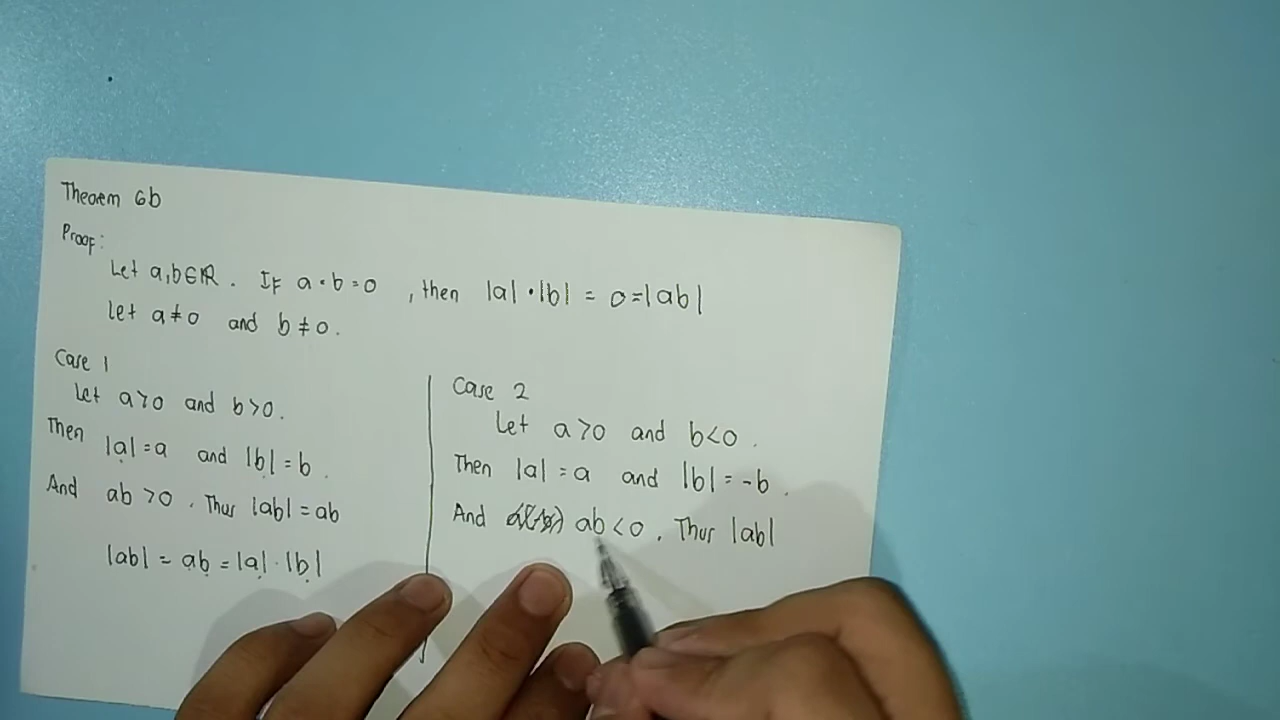 Theorem 6b
Proof:
Let a,b∈ℝ. If a·b=0, then |a|·|b| = 0=|ab|
let a≠0 and b≠0.
Case 1
Let a>0 and b>0.
Then |a|=a and |b|=b.
And ab>0. Thus |ab|=ab
|ab| = ab = |a|·|b|
Case 2
Let a>0 and b<0.
Then |a|=a and |b|=-b.
And ab<0. Thus |ab|